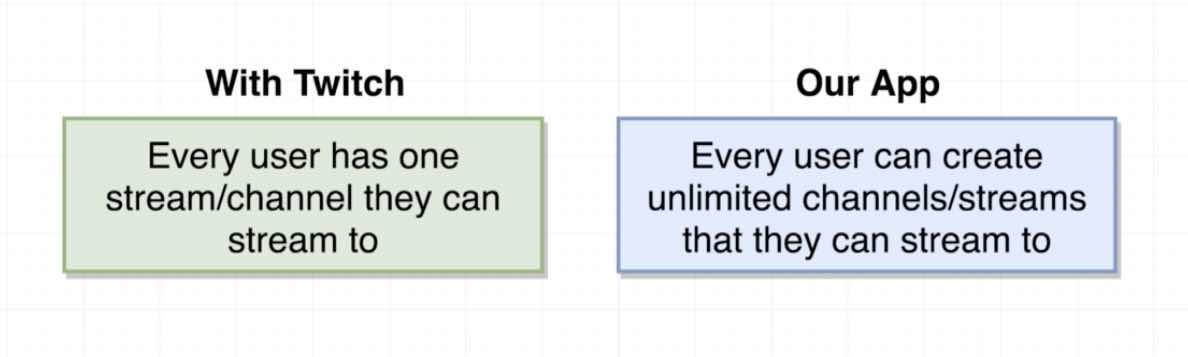 With Twitch
Every user has one
stream/channel they can
stream to
Our App
Every user can create
unlimited channels/streams
that they can stream to